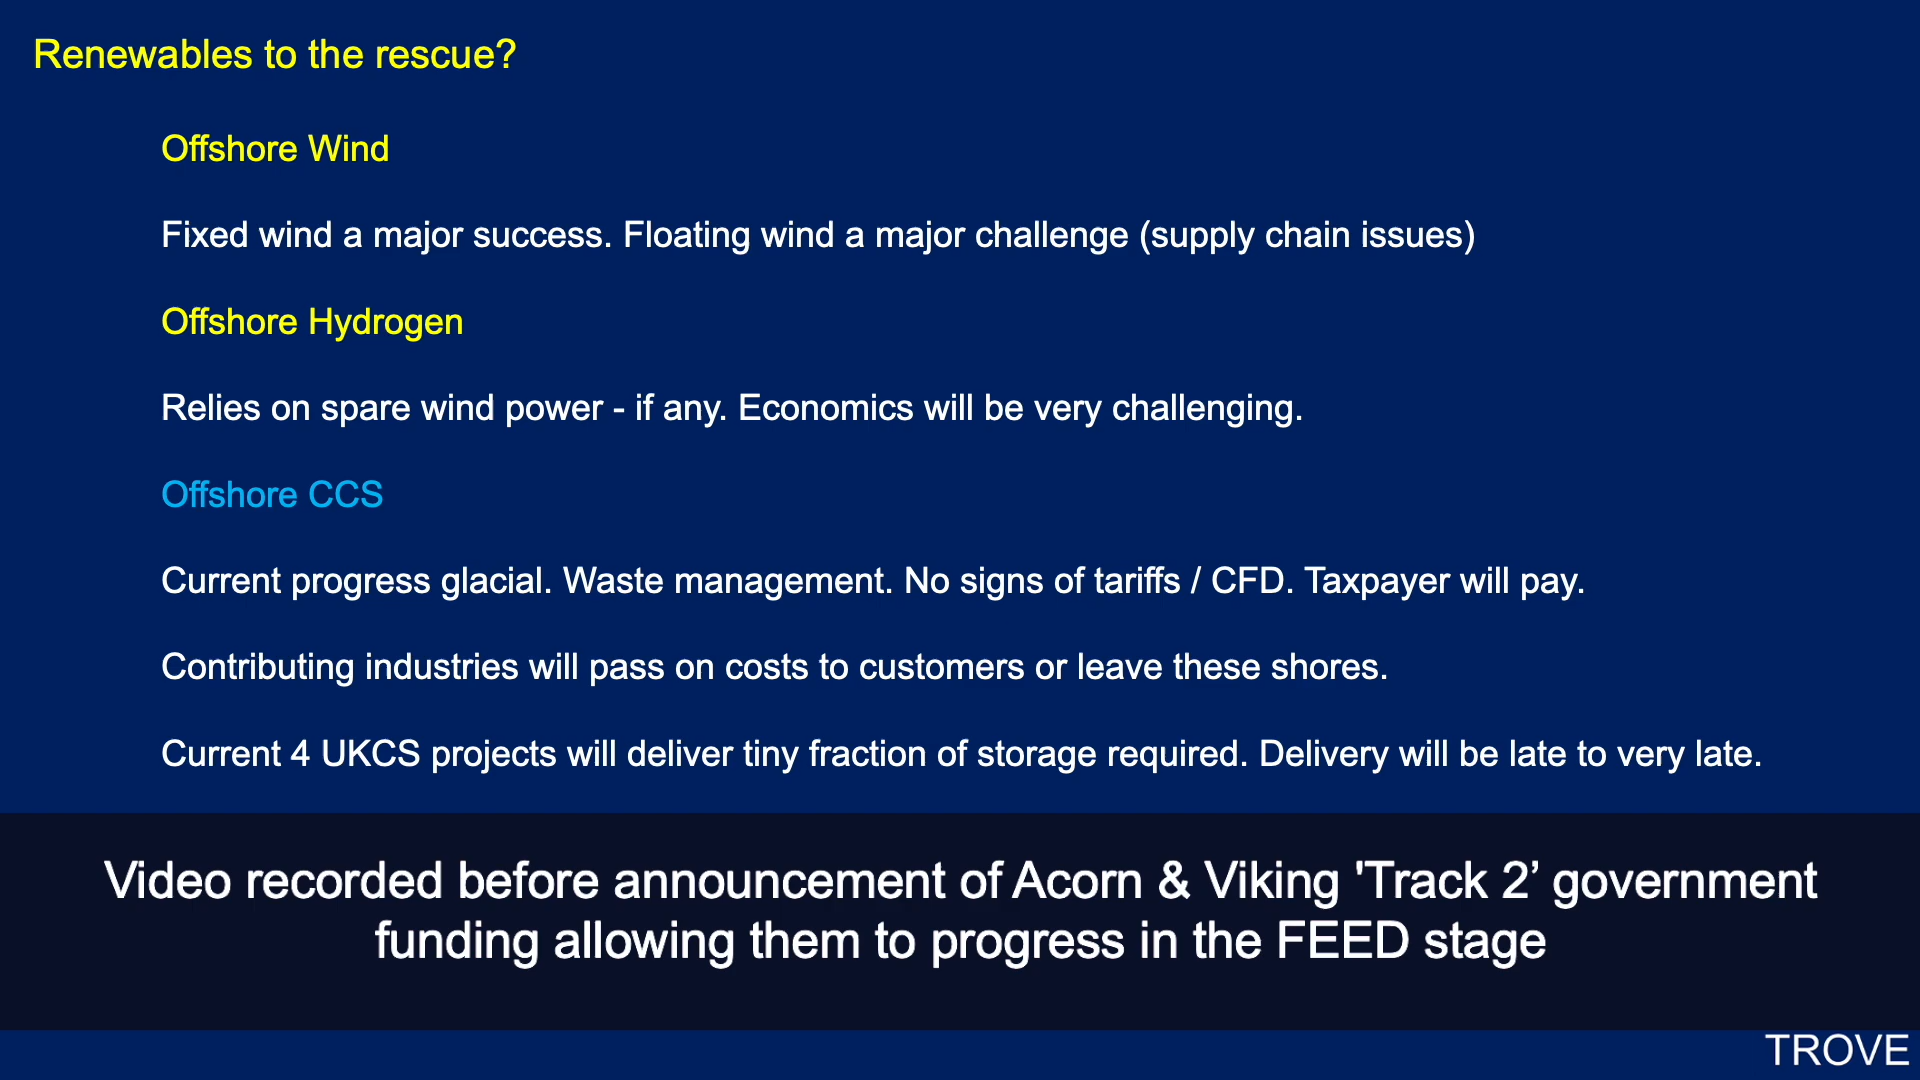 Renewables to the rescue?
Offshore Wind
Fixed wind a major success. Floating wind a major challenge (supply chain issues)
Offshore Hydrogen
Relies on spare wind power - if any. Economics will be very challenging.
Offshore CCS
Current progress glacial. Waste management. No signs of tariffs / CFD. Taxpayer will pay.
Contributing industries will pass on costs to customers or leave these shores.
Current 4 UKCS projects will deliver tiny fraction of storage required. Delivery will be late to very late.
Video recorded before announcement of Acorn & Viking 'Track 2’ government
funding allowing them to progress in the FEED stage
TROVE